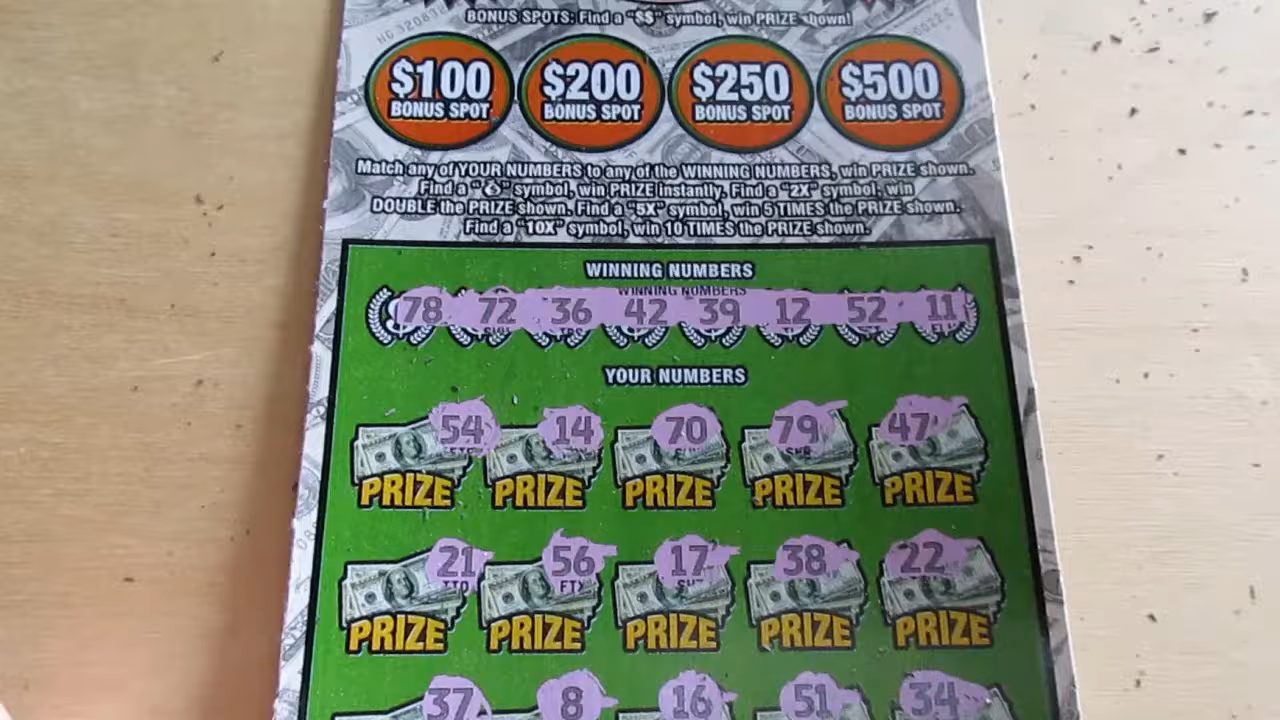 BONUS SPOTS: Find a "$$" symbol, win PRIZE shown!
$100 $200 $250 $500
BONUS SPOT BONUS SPOT BONUS SPOT BONUS SPOT
Match any of YOUR NUMBERS to any of the WINNING NUMBERS, win PRIZE shown.
Find a "💰" symbol, win PRIZE instantly. Find a "2X" symbol, win
DOUBLE the PRIZE shown. Find a "5X" symbol, win 5 TIMES the PRIZE shown.
Find a "10X" symbol, win 10 TIMES the PRIZE shown.
WINNING NUMBERS
WINNING NUMBERS
78 72 36 42 39 12 52 11
YOUR NUMBERS
54 14 70 79 47
PRIZE PRIZE PRIZE PRIZE PRIZE
21 56 17 38 22
PRIZE PRIZE PRIZE PRIZE PRIZE
37 8 16 51 34